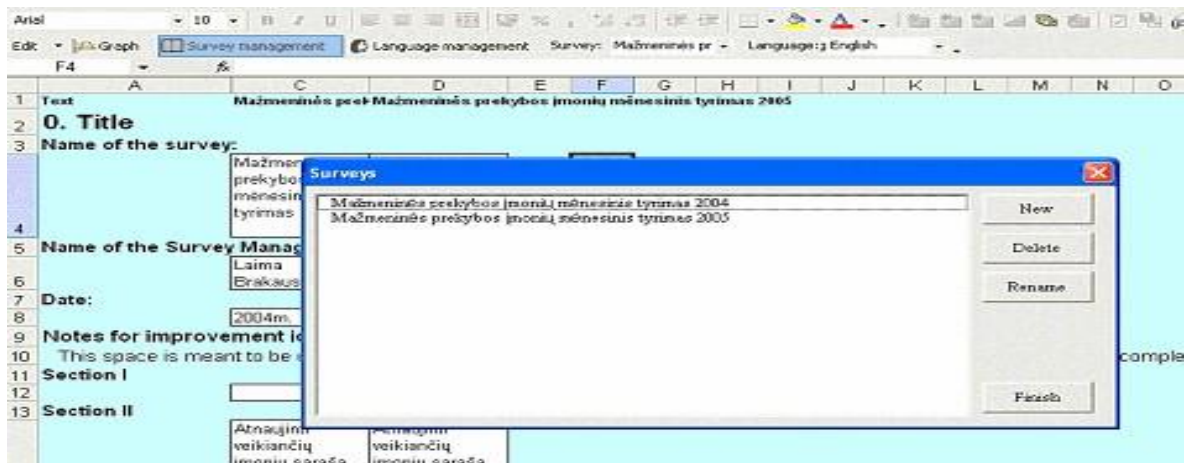 Arial 10 B I U %
Edit Graph Survey management Language management Survey: Mažmeninės pr Language: English
F4 fx
A C D E F G H I J K L M N O
1 Text Mažmeninės prek Mažmeninės prekybos įmonių mėnesinis tyrimas 2005
2 0. Title
3 Name of the survey:
Mažmen
prekybo
mėnesin
tyrimas
4
5 Name of the Survey Manag
Laima
6 Brakaus
7 Date:
8 2004m.
9 Notes for improvement i
10 This space is meant to be comple
11 Section I
12
13 Section II
Atnaujinti
veikiančių veikiančių
įmonių sąrašą įmonių sąrašą
Surveys
Mažmeninės prekybos įmonių mėnesinis tyrimas 2004
Mažmeninės prekybos įmonių mėnesinis tyrimas 2005
New
Delete
Rename
Finish